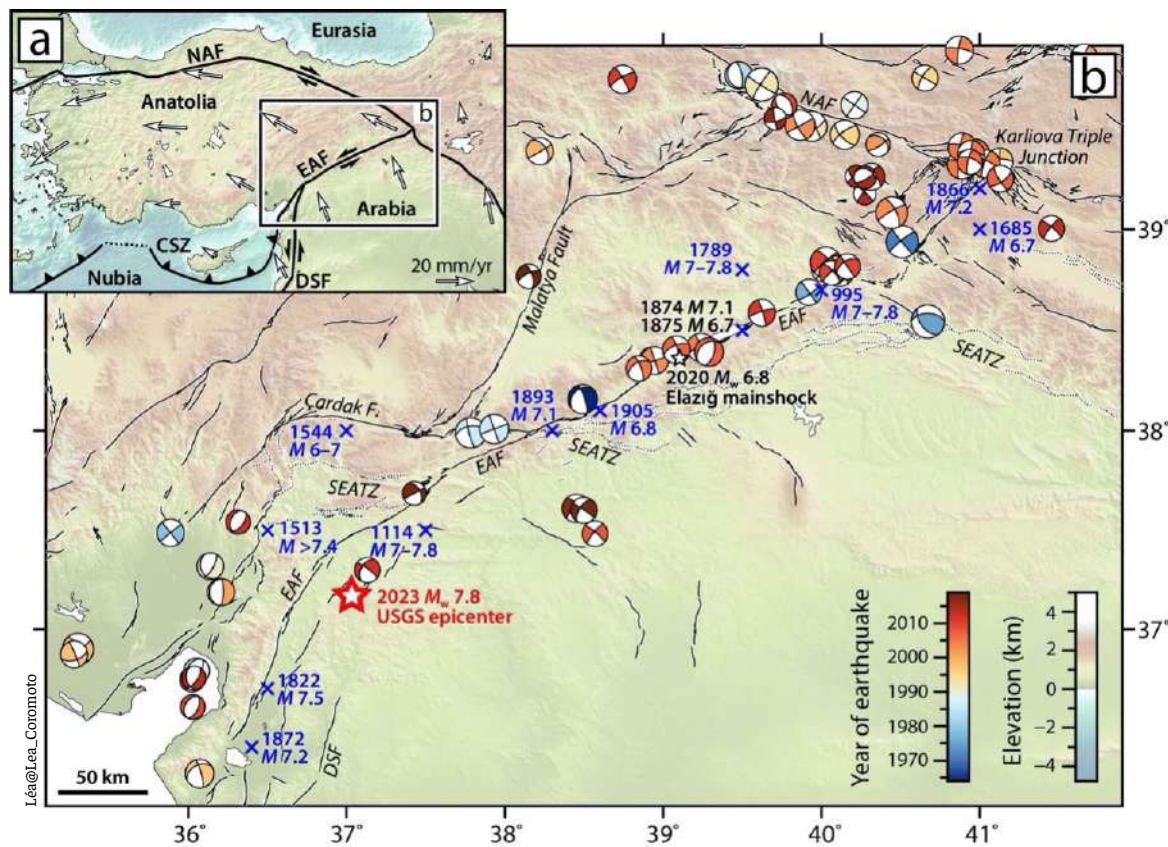 a
Eurasia
NAF
Anatolia
b
EAF
Arabia
CSZ
20 mm/yr
Nubia
DSF
b
NAF
Karliova Triple
Junction
1866
M 7.2
1685
M 6.7
39°
1789
M 7–7.8
Malatya Fault
1874 M 7.1
1875 M 6.7
EAF
995
M 7–7.8
SEATZ
2020 Mw 6.8
Elazığ mainshock
1893
M 7.1
1905
M 6.8
Çardak F.
1544
M 6–7
38°
EAF
SEATZ
SEATZ
1513
M >7.4
1114
M 7–7.8
EAF
2023 Mw 7.8
USGS epicenter
37°
1822
M 7.5
1872
M 7.2
DSF
50 km
Year of earthquake
2010
2000
1990
1980
1970
Elevation (km)
4
2
0
−2
−4
36°
37°
38°
39°
40°
41°
Léa@Lea_Coromoto